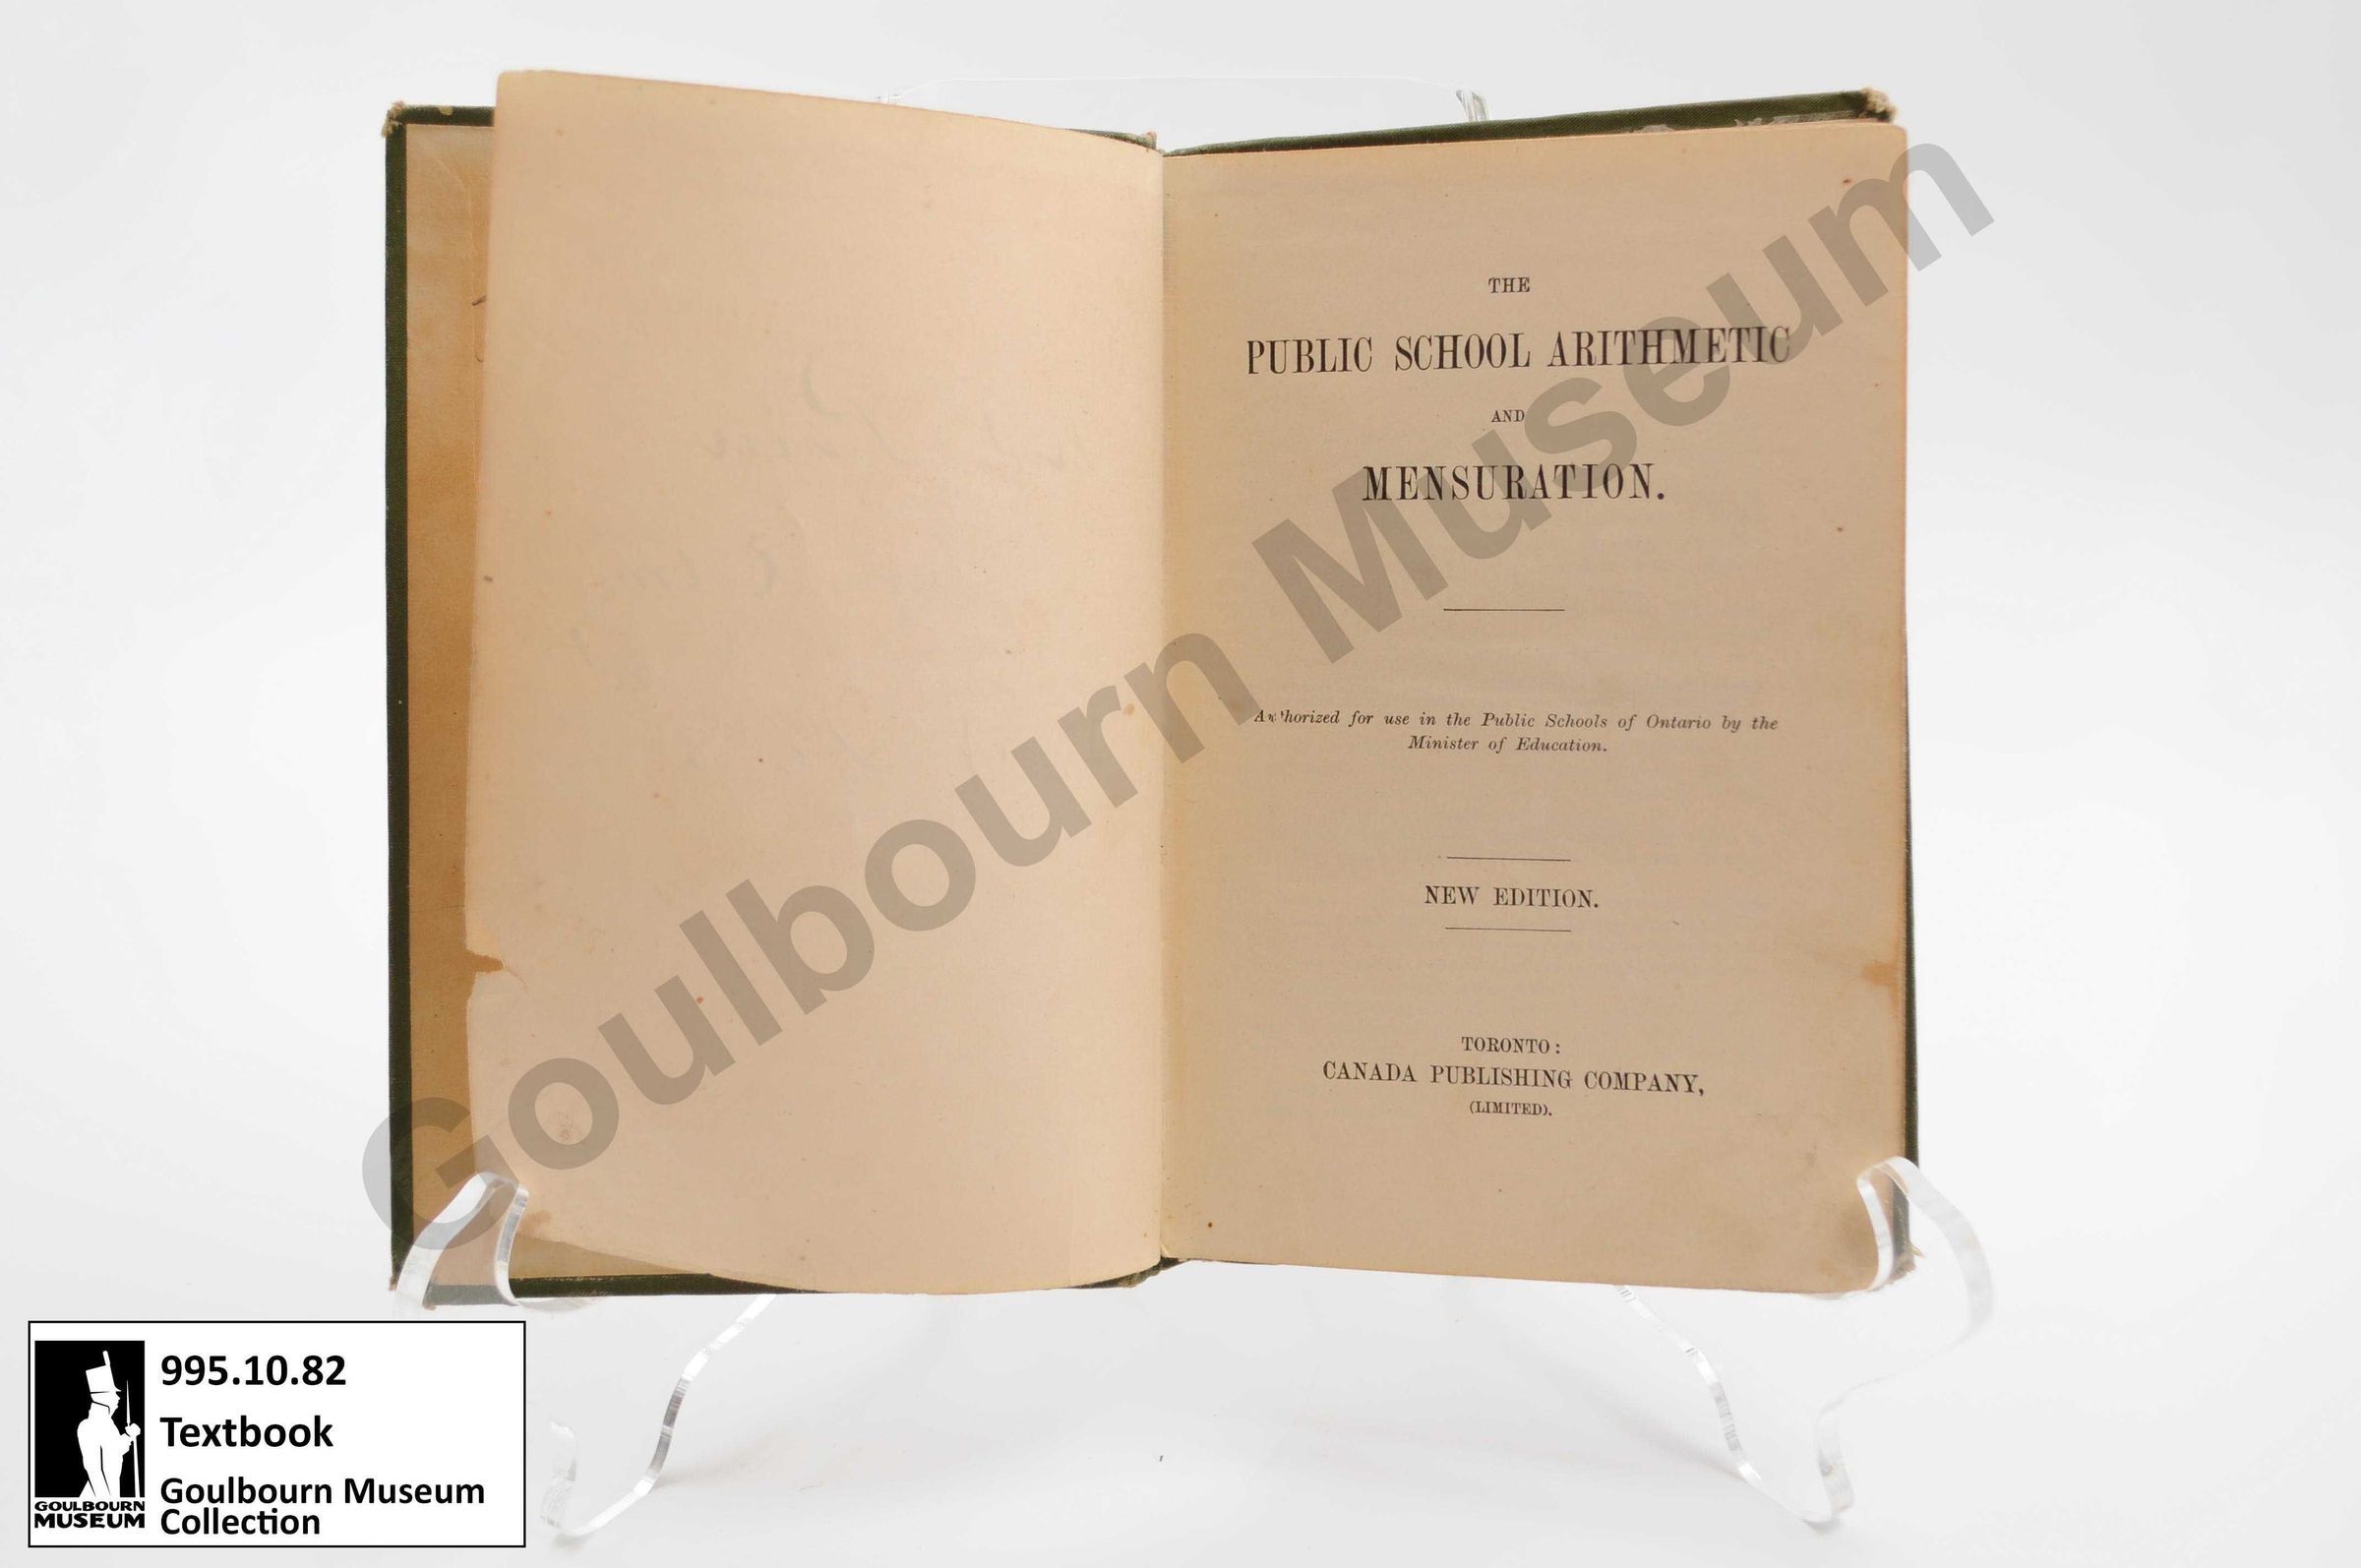 THE
PUBLIC SCHOOL ARITHMETIC
AND
MENSURATION.
Authorized for use in the Public Schools of Ontario by the
Minister of Education.
NEW EDITION.
TORONTO:
CANADA PUBLISHING COMPANY,
(LIMITED).
Goulbourn Museum
995.10.82
Textbook
Goulbourn Museum
Collection
GOULBOURN
MUSEUM